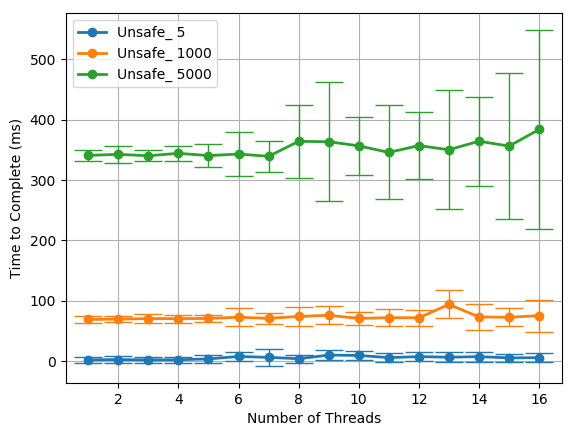 Unsafe_ 5
Unsafe_ 1000
Unsafe_ 5000
500
400
300
200
100
0
Time to Complete (ms)
2 4 6 8 10 12 14 16
Number of Threads